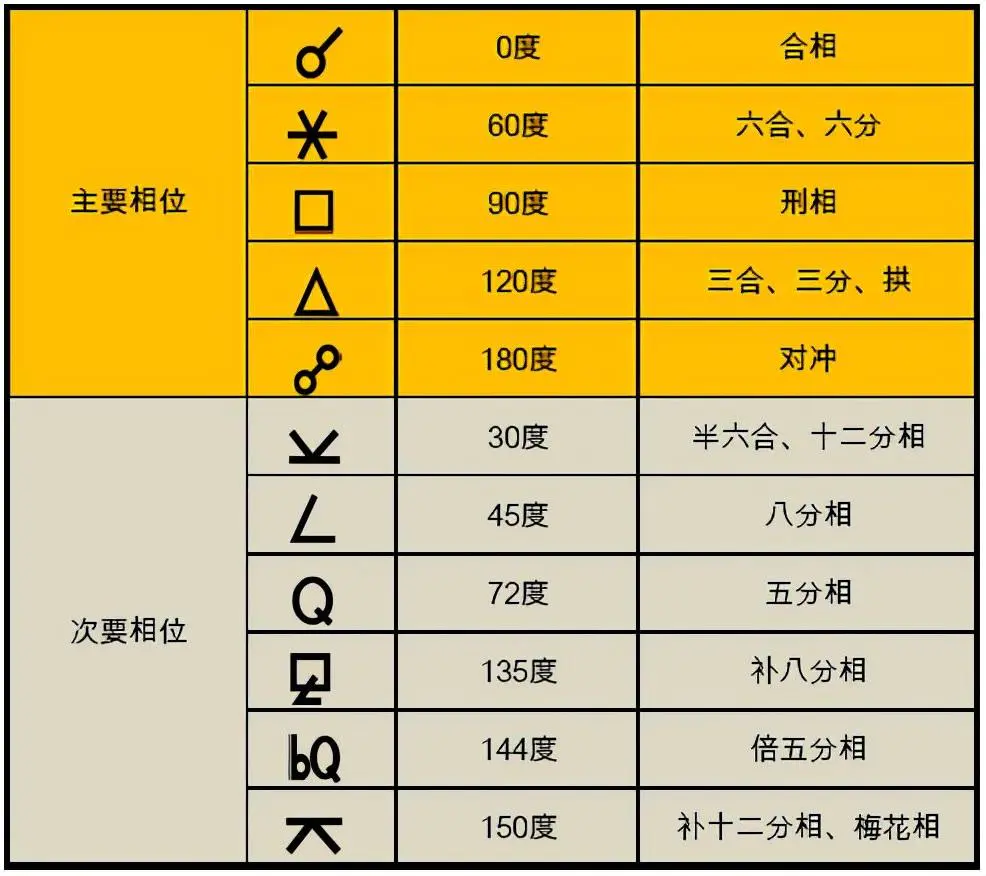 主要相位
☌ 0度 合相
⚹ 60度 六合、六分
□ 90度 刑相
△ 120度 三合、三分、拱
☍ 180度 对冲
次要相位
⚺ 30度 半六合、十二分相
∠ 45度 八分相
Q 72度 五分相
⚼ 135度 补八分相
bQ 144度 倍五分相
⚻ 150度 补十二分相、梅花相